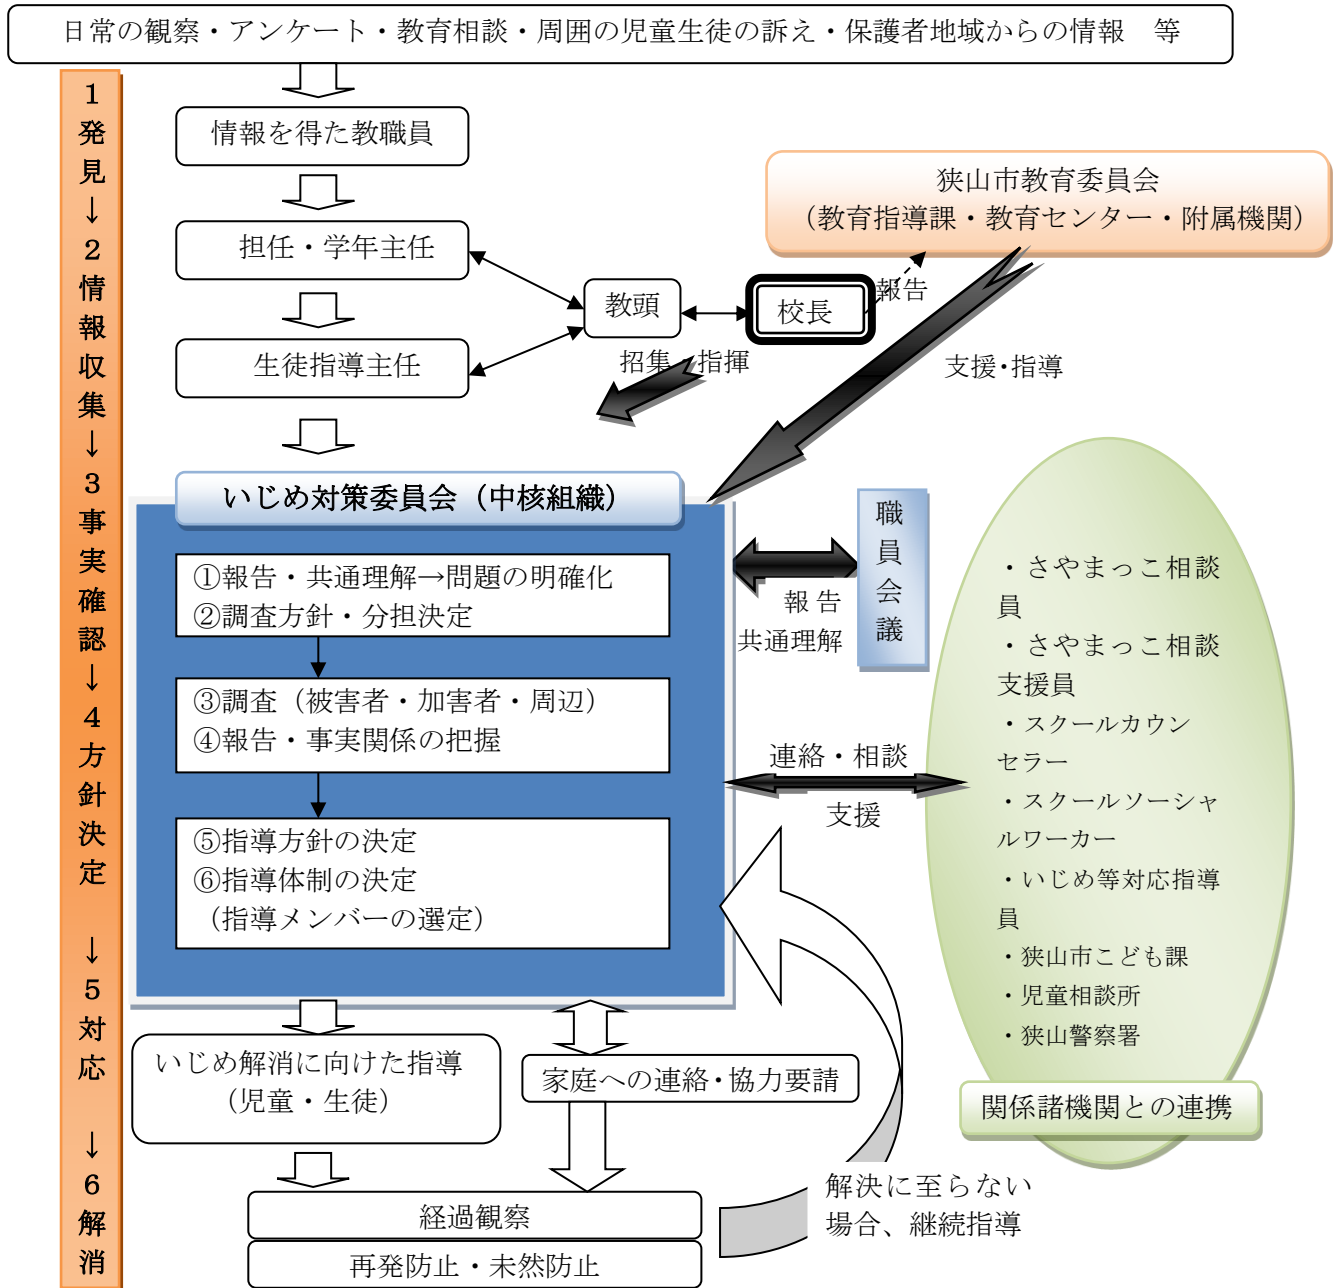 日常の観察・アンケート・教育相談・周囲の児童生徒の訴え・保護者地域からの情報　等
1発見→2情報収集→3事実確認→4方針決定　→5対応　→6解消
情報を得た教職員
狭山市教育委員会
（教育指導課・教育センター・附属機関）
担任・学年主任
教頭
校長
報告
生徒指導主任
招集・指揮
支援・指導
いじめ対策委員会（中核組織）
①報告・共通理解→問題の明確化
②調査方針・分担決定
③調査（被害者・加害者・周辺）
④報告・事実関係の把握
⑤指導方針の決定
⑥指導体制の決定
（指導メンバーの選定）
職員会議
報 告
共通理解
連絡・相談
支援
・さやまっこ相談
員
・さやまっこ相談
支援員
・スクールカウン
セラー
・スクールソーシャ
ルワーカー
・いじめ等対応指導
員
・狭山市こども課
・児童相談所
・狭山警察署
関係諸機関との連携
いじめ解消に向けた指導
（児童・生徒）
家庭への連絡・協力要請
経過観察
再発防止・未然防止
解決に至らない
場合、継続指導